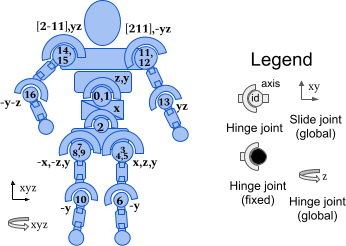 [2-11],yz
[211],-yz
14,
15
11,
12
z,y
0,1
16
-y-z
13
yz
x
2
7
8,9
3
4,5
-x,-z,y
x,z,y
10
-y
6
-y
xyz
xyz
Legend
axis
id
xy
Hinge joint
Slide joint
(global)
z
Hinge joint
(fixed)
Hinge joint
(global)